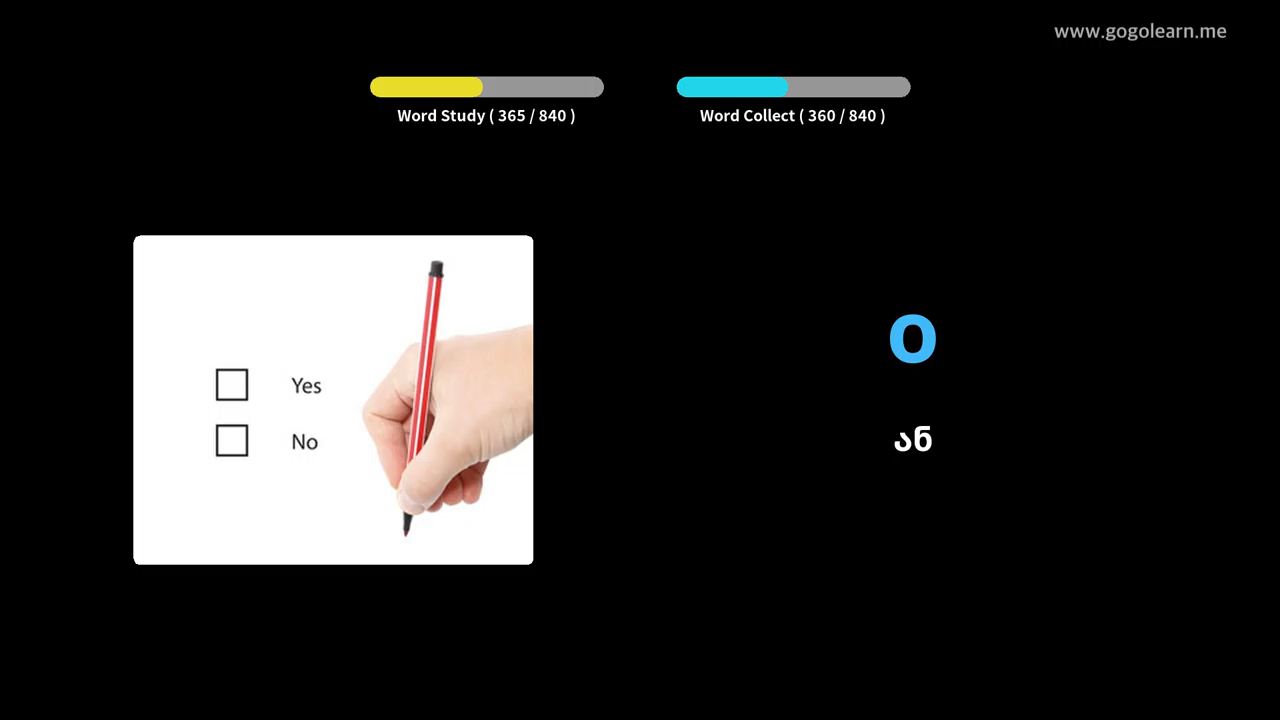 www.gogolearn.me
Word Study ( 365 / 840 )
Word Collect ( 360 / 840 )
Yes
No
o
ან